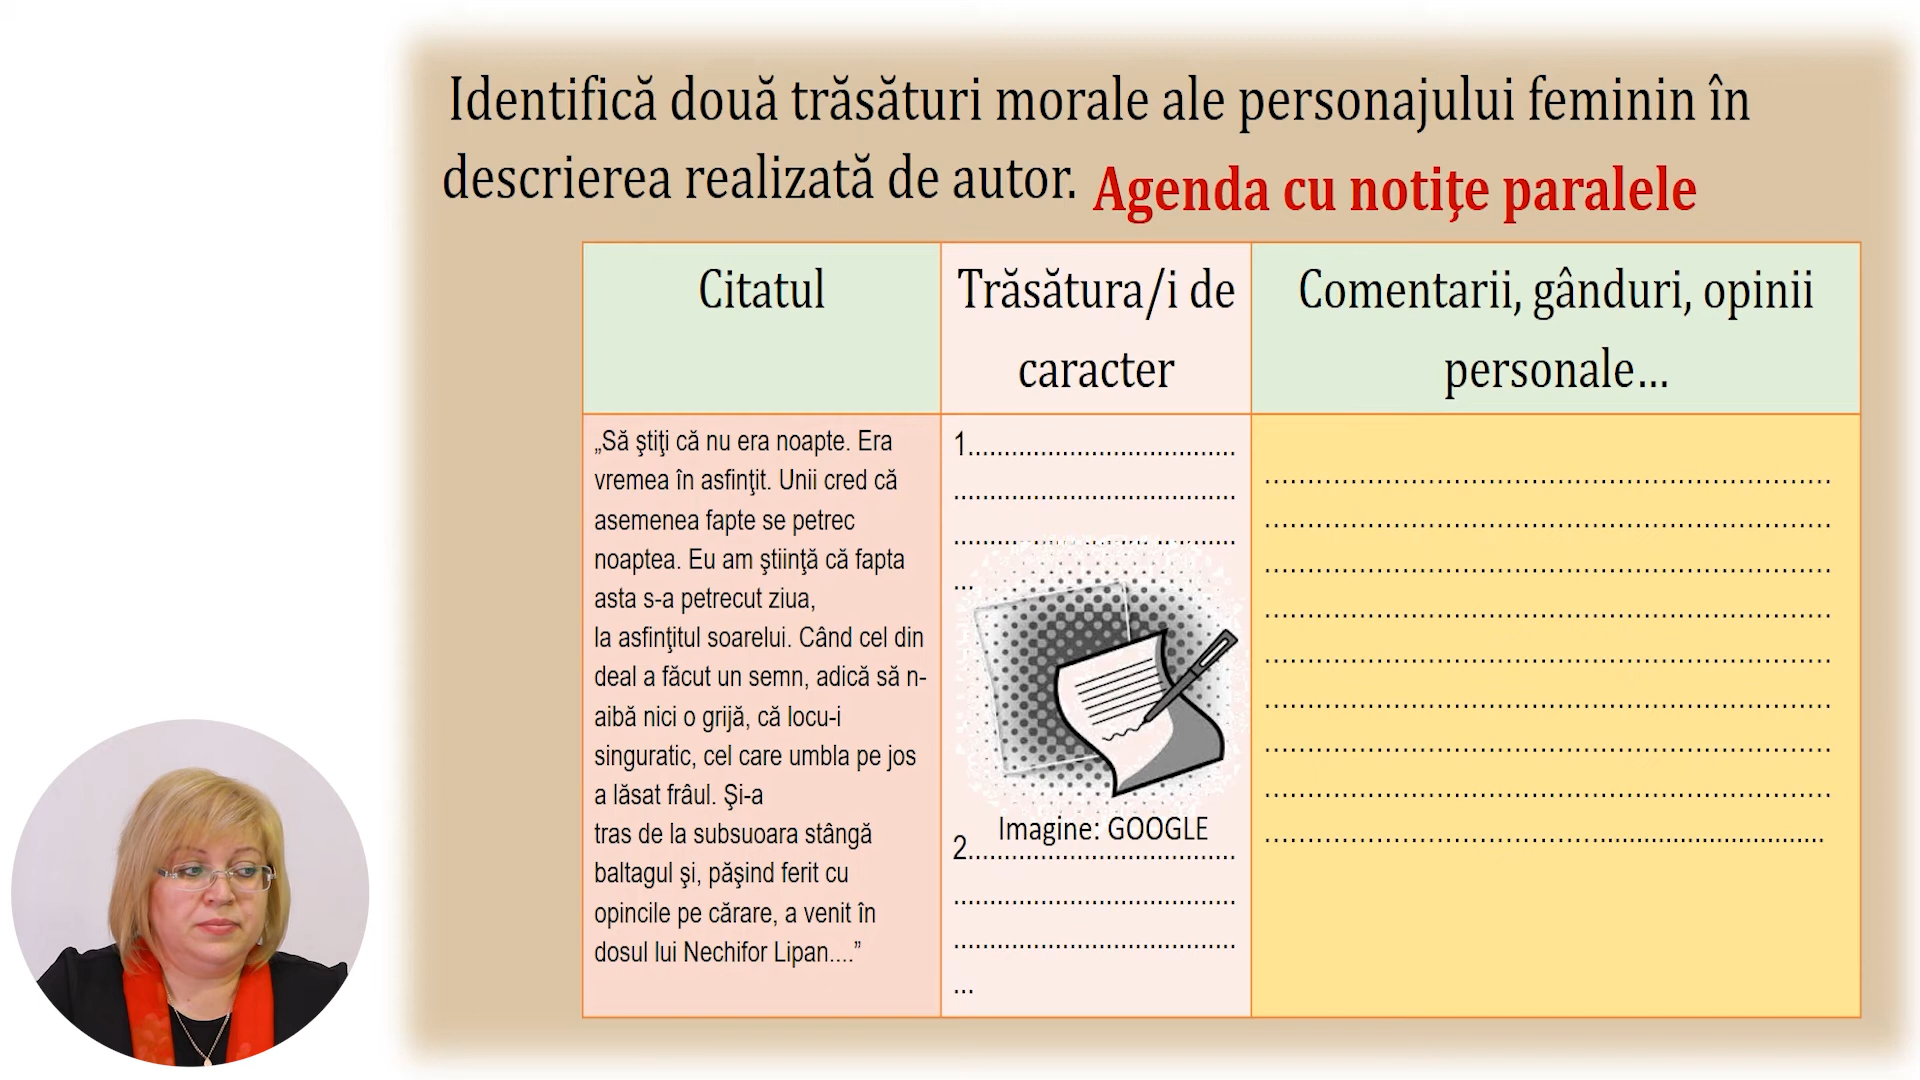 Identifică două trăsături morale ale personajului feminin în
descrierea realizată de autor. Agenda cu notiţe paralele
Citatul
Trăsătura/i de
caracter
Comentarii, gânduri, opinii
personale...
„Să ştiţi că nu era noapte. Era
vremea în asfinţit. Unii cred că
asemenea fapte se petrec
noaptea. Eu am ştiinţă că fapta
asta s-a petrecut ziua,
la asfinţitul soarelui. Când cel din
deal a făcut un semn, adică să n-
aibă nici o grijă, că locu-i
singuratic, cel care umbla pe jos
a lăsat frâul. Şi-a
tras de la subsuoara stângă
baltagul şi, păşind ferit cu
opincile pe cărare, a venit în
dosul lui Nechifor Lipan....”
1....................................
......................................
......................................
...
Imagine: GOOGLE
2....................................
......................................
......................................
...
..................................................................
..................................................................
..................................................................
..................................................................
..................................................................
..................................................................
..................................................................
..................................................................
..................................................................